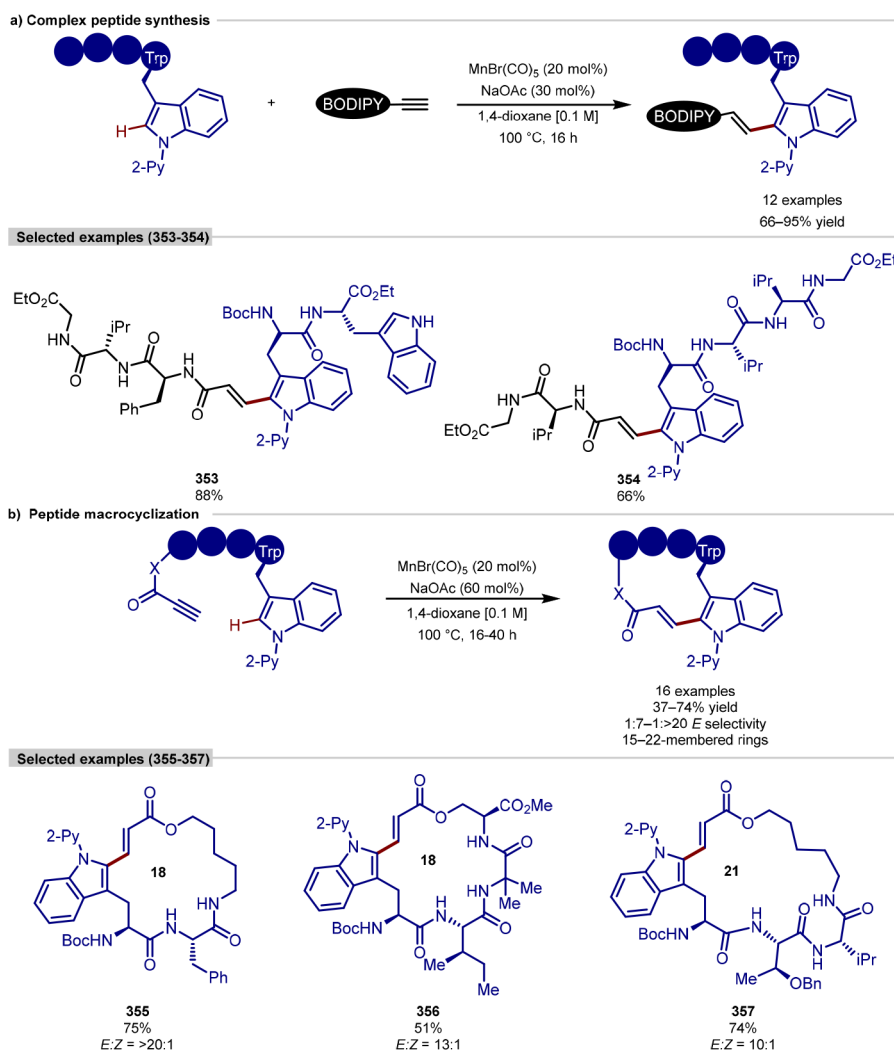 a) Complex peptide synthesis
Trp
H
N
2-Py
+
BODIPY
MnBr(CO)5 (20 mol%)
NaOAc (30 mol%)
1,4-dioxane [0.1 M]
100 °C, 16 h
Trp
BODIPY
N
2-Py
12 examples
66–95% yield
Selected examples (353-354)
EtO2C
HN
O
iPr
N
H
O
Ph
H
N
O
BocHN
H
N
CO2Et
O
NH
N
2-Py
353
88%
EtO2C
HN
O
iPr
H
N
O
BocHN
O
H
N
iPr
O
N
H
iPr
O
H
N
CO2Et
N
2-Py
354
66%
b) Peptide macrocyclization
Trp
X
O
H
N
2-Py
MnBr(CO)5 (20 mol%)
NaOAc (60 mol%)
1,4-dioxane [0.1 M]
100 °C, 16-40 h
Trp
X
O
N
2-Py
16 examples
37–74% yield
1:7–1:>20 E selectivity
15–22-membered rings
Selected examples (355-357)
2-Py
N
O
O
18
HN
H
N
BocHN
O
O
Ph
355
75%
E:Z = >20:1
2-Py
N
O
O
CO2Me
18
NH
O
HN
Me
Me
H
N
O
BocHN
O
Me
Me
356
51%
E:Z = 13:1
2-Py
N
O
O
21
HN
O
H
N
BocHN
O
N
H
O
iPr
Me
OBn
357
74%
E:Z = 10:1